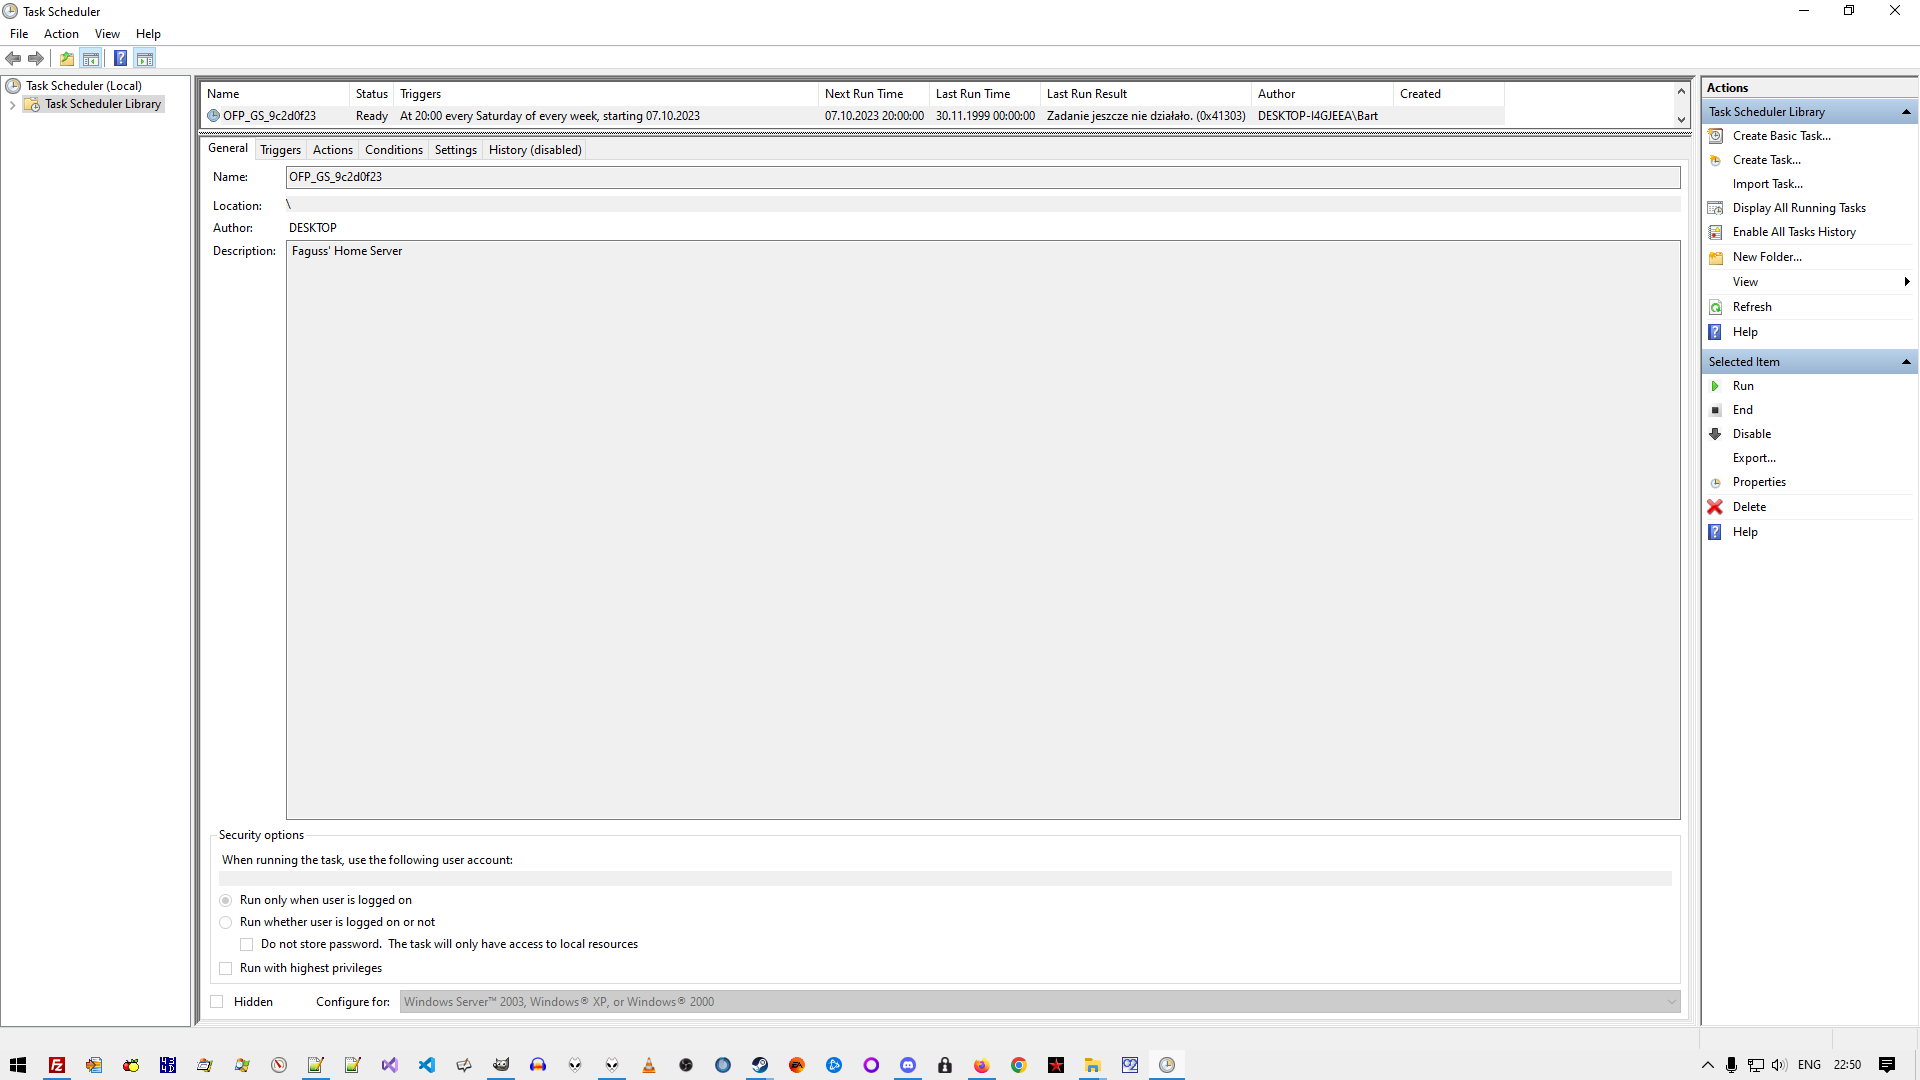 Task Scheduler
File Action View Help
Task Scheduler (Local)
Task Scheduler Library
Name Status Triggers Next Run Time Last Run Time Last Run Result Author Created
OFP_GS_9c2d0f23 Ready At 20:00 every Saturday of every week, starting 07.10.2023 07.10.2023 20:00:00 30.11.1999 00:00:00 Zadanie jeszcze nie działało. (0x41303) DESKTOP-I4GJEEA\Bart
General Triggers Actions Conditions Settings History (disabled)
Name: OFP_GS_9c2d0f23
Location: \
Author: DESKTOP
Description: Faguss' Home Server
Security options
When running the task, use the following user account:
Run only when user is logged on
Run whether user is logged on or not
Do not store password. The task will only have access to local resources
Run with highest privileges
Hidden Configure for: Windows Server™ 2003, Windows® XP, or Windows® 2000
Actions
Task Scheduler Library
Create Basic Task...
Create Task...
Import Task...
Display All Running Tasks
Enable All Tasks History
New Folder...
View
Refresh
Help
Selected Item
Run
End
Disable
Export...
Properties
Delete
Help
ENG 22:50